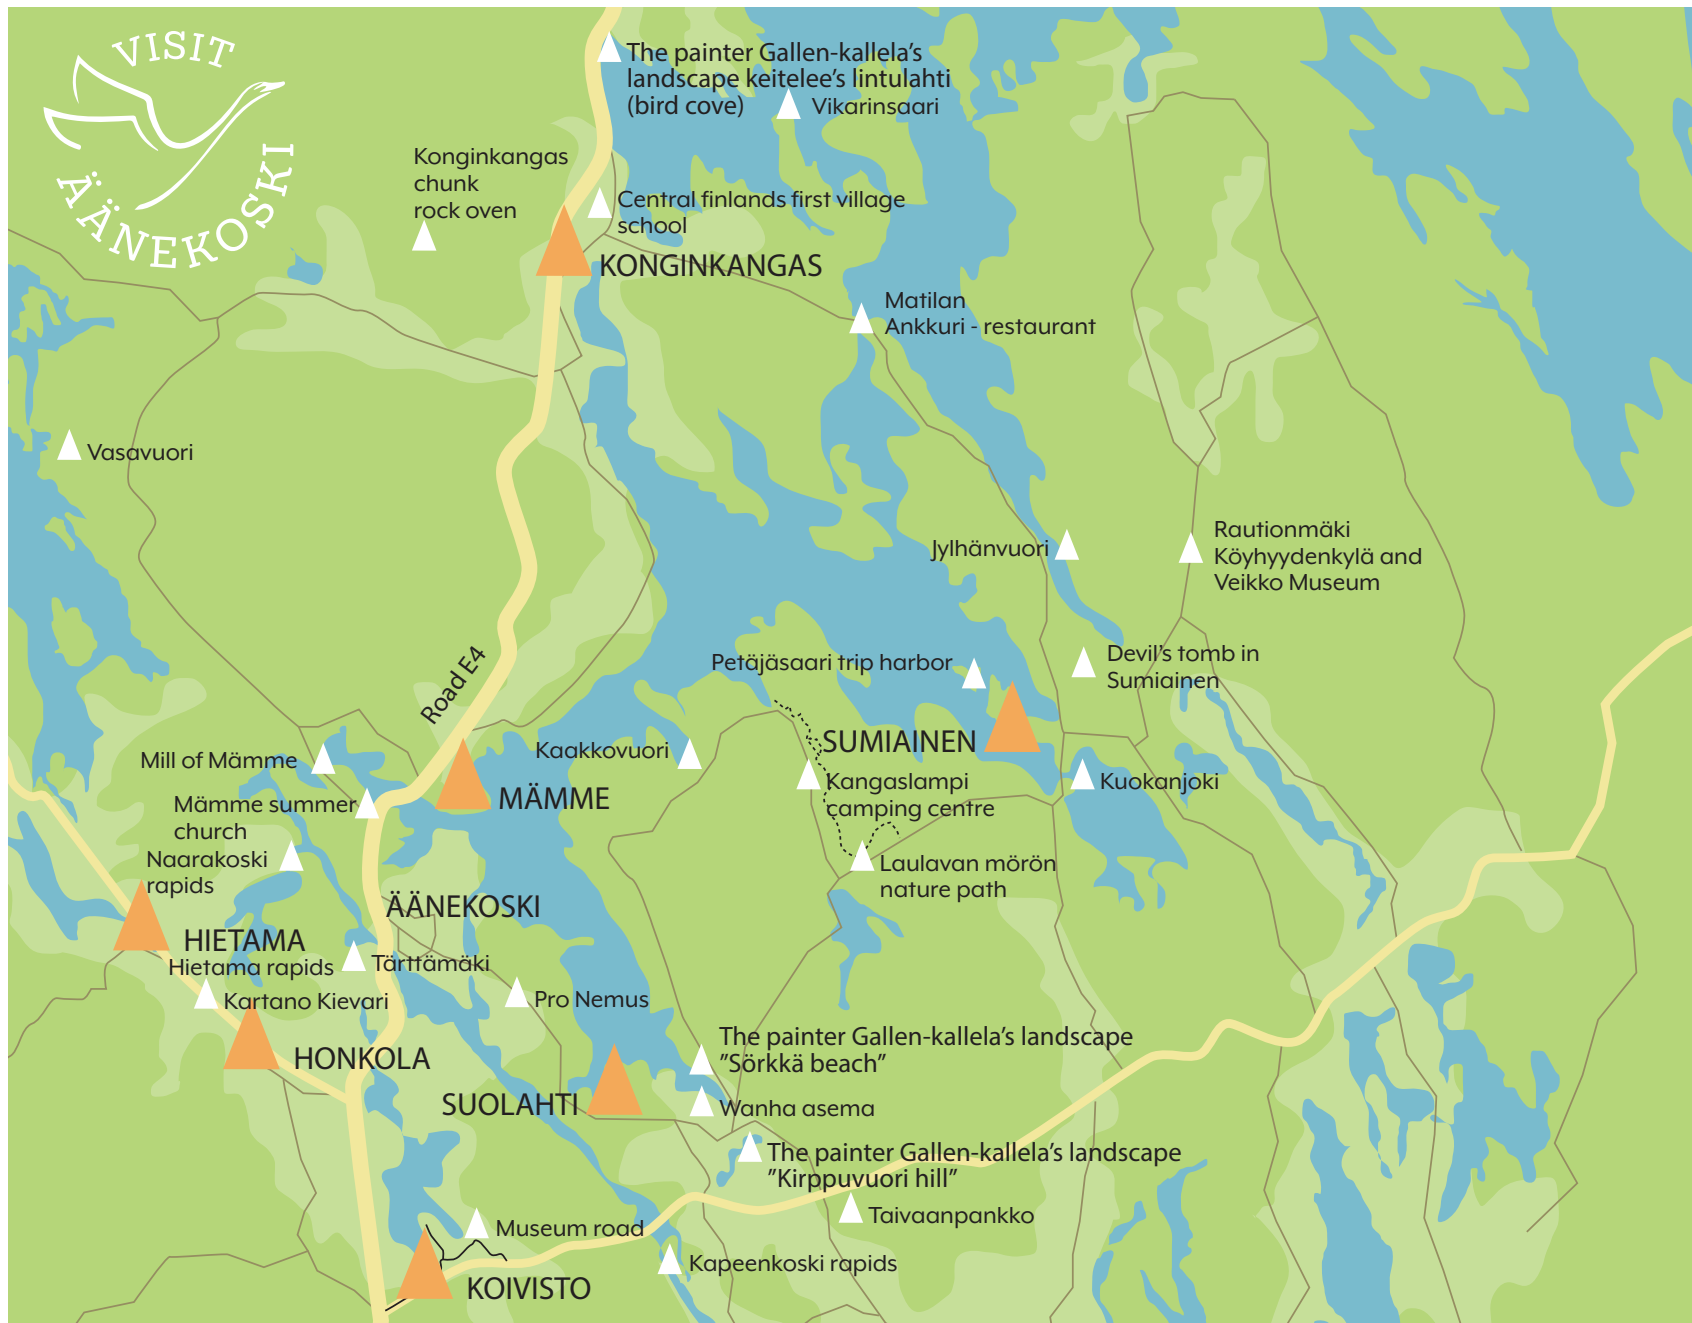 VISIT
ÄÄNEKOSKI
The painter Gallen-kallela's
landscape keitelee's lintulahti
(bird cove)
Vikarinsaari
Konginkangas
chunk
rock oven
Central finlands first village
school
KONGINKANGAS
Matilan
Ankkuri - restaurant
Vasavuori
Jylhänvuori
Rautionmäki
Köyhyydenkylä and
Veikko Museum
Road E4
Petäjäsaari trip harbor
Devil's tomb in
Sumiainen
SUMIAINEN
Kaakkovuori
Mill of Mämme
MÄMME
Kangaslampi
camping centre
Kuokanjoki
Mämme summer
church
Naarakoski
rapids
Laulavan mörön
nature path
ÄÄNEKOSKI
HIETAMA
Hietama rapids
Tärttämäki
Kartano Kievari
Pro Nemus
HONKOLA
The painter Gallen-kallela's landscape
"Sörkkä beach"
SUOLAHTI
Wanha asema
The painter Gallen-kallela's landscape
"Kirppuvuori hill"
Taivaanpankko
Museum road
Kapeenkoski rapids
KOIVISTO